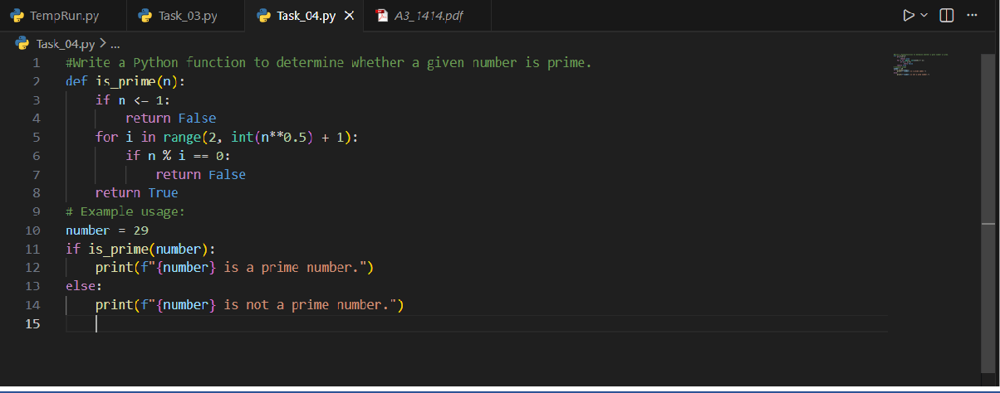 TempRun.py Task_03.py Task_04.py A3_1414.pdf
Task_04.py > ...
1 #Write a Python function to determine whether a given number is prime.
2 def is_prime(n):
3     if n <= 1:
4         return False
5     for i in range(2, int(n**0.5) + 1):
6         if n % i == 0:
7             return False
8     return True
9 # Example usage:
10 number = 29
11 if is_prime(number):
12     print(f"{number} is a prime number.")
13 else:
14     print(f"{number} is not a prime number.")
15